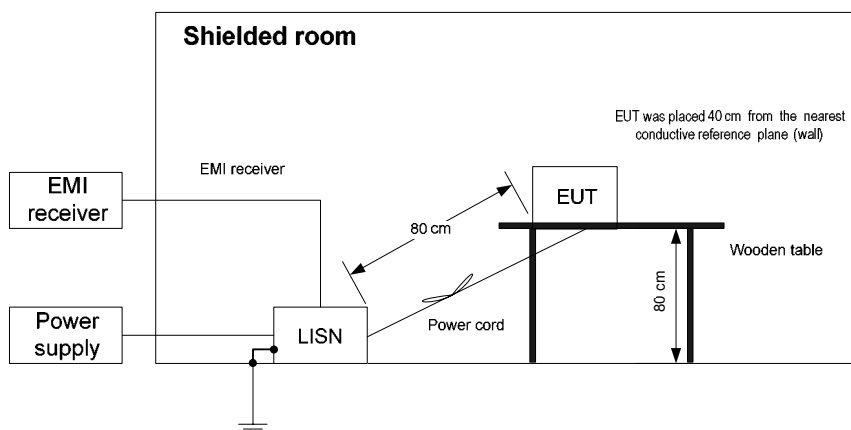 Shielded room
EUT was placed 40 cm from the nearest
conductive reference plane (wall)
EMI receiver
EMI
receiver
EUT
80 cm
Wooden table
80 cm
Power
supply
LISN
Power cord